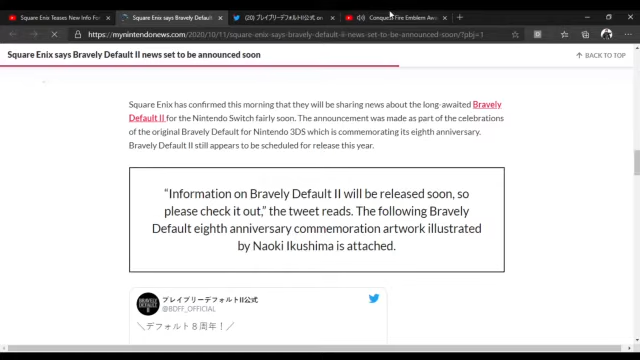 Square Enix Teases New Info For
Square Enix says Bravely Default
(20) ブレイブリーデフォルトII公式 on
Conquest Fire Emblem Awa
https://mynintendonews.com/2020/10/11/square-enix-says-bravely-default-ii-news-set-to-be-announced-soon/?pbj=1
Square Enix says Bravely Default II news set to be announced soon
BACK TO TOP
Square Enix has confirmed this morning that they will be sharing news about the long-awaited Bravely
Default II for the Nintendo Switch fairly soon. The announcement was made as part of the celebrations
of the original Bravely Default for Nintendo 3DS which is commemorating its eighth anniversary.
Bravely Default II still appears to be scheduled for release this year.
“Information on Bravely Default II will be released soon, so
please check it out,” the tweet reads. The following Bravely
Default eighth anniversary commemoration artwork illustrated
by Naoki Ikushima is attached.
BRAVELY DEFAULT II
ブレイブリーデフォルトII公式
@BDFF_OFFICIAL
＼デフォルト８周年！／